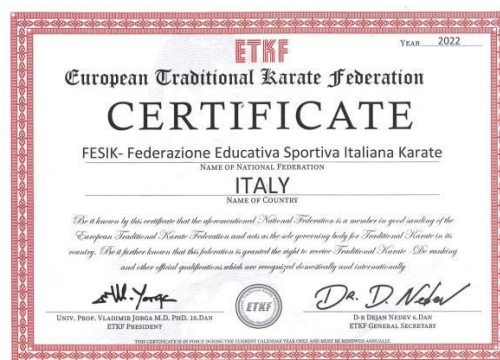 ETKF
YEAR 2022
European Traditional Karate Federation
CERTIFICATE
FESIK- Federazione Educativa Sportiva Italiana Karate
NAME OF NATIONAL FEDERATION
ITALY
NAME OF COUNTRY
Be it known by this certificate that the aforementioned National Federation is a member in good sanding of the
European Traditional Karate Federation and acts as the sole governing body for Traditional Karate in its
country. Be it further known that this federation is granted the right to receive Traditional Karate -Do ranking
and other official qualifications which are recognized domestically and internationally
W. Yorga
Dr. D. Nedev
ETKF
UNIV. PROF. VLADIMIR JORGA M.D. PHD. 10.DAN
ETKF PRESIDENT
D-R DEJAN NEDEV 6.DAN
ETKF GENERAL SECRETARY
THIS CERTIFICATE IS IN FORCE DURING THE CURRENT CALENDAR YEAR ONLY AND MUST BE RENEWED ANNUALLY.